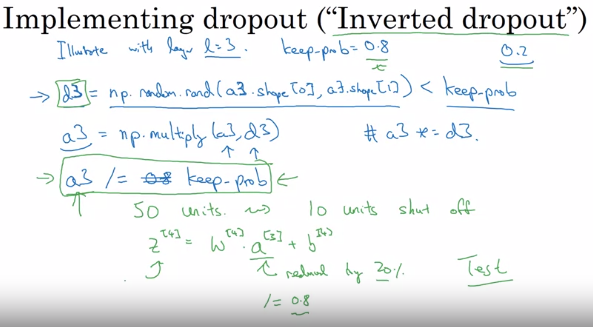 Implementing dropout (“Inverted dropout”)
Illustrate with layer l=3. keep-prob = 0.8 0.2
→ d3 = np.random.rand(a3.shape[0], a3.shape[1]) < keep-prob
a3 = np.multiply(a3, d3) # a3 *= d3.
→ a3 /= 0.8 keep-prob ←
50 units. ⇝ 10 units shut off
z^[4] = W^[4] · a^[3] + b^[4]
reduced by 20%. Test
/= 0.8